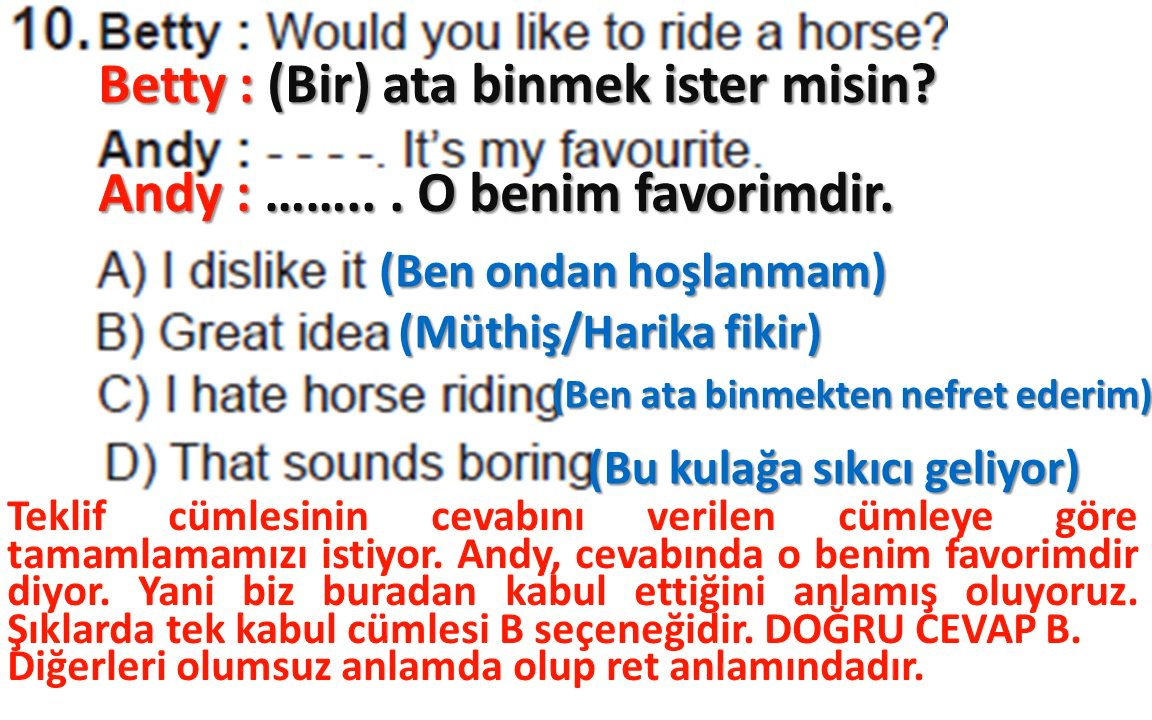 10. Betty : Would you like to ride a horse?
Betty : (Bir) ata binmek ister misin?
Andy : - - - -. It's my favourite.
Andy : …….. . O benim favorimdir.
A) I dislike it (Ben ondan hoşlanmam)
B) Great idea (Müthiş/Harika fikir)
C) I hate horse riding (Ben ata binmekten nefret ederim)
D) That sounds boring (Bu kulağa sıkıcı geliyor)
Teklif cümlesinin cevabını verilen cümleye göre
tamamlamamızı istiyor. Andy, cevabında o benim favorimdir
diyor. Yani biz buradan kabul ettiğini anlamış oluyoruz.
Şıklarda tek kabul cümlesi B seçeneğidir. DOĞRU CEVAP B.
Diğerleri olumsuz anlamda olup ret anlamındadır.